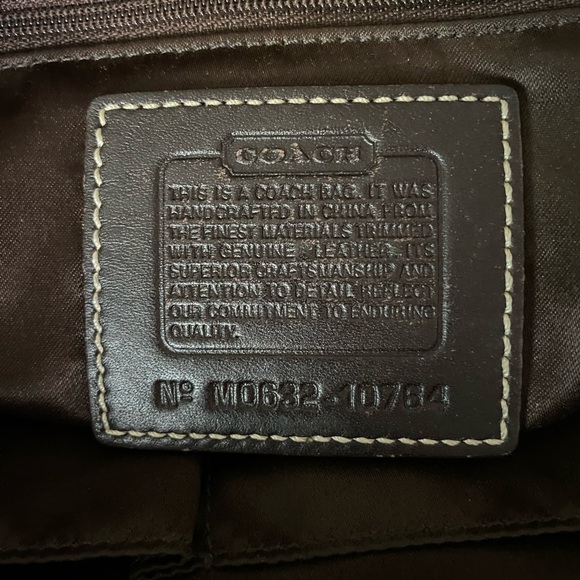 COACH
THIS IS A COACH BAG. IT WAS
HANDCRAFTED IN CHINA FROM
THE FINEST MATERIALS TRIMMED
WITH GENUINE LEATHER. ITS
SUPERIOR CRAFTSMANSHIP AND
ATTENTION TO DETAIL REFLECT
OUR COMMITMENT TO ENDURING
QUALITY.
Nº M0632-10764